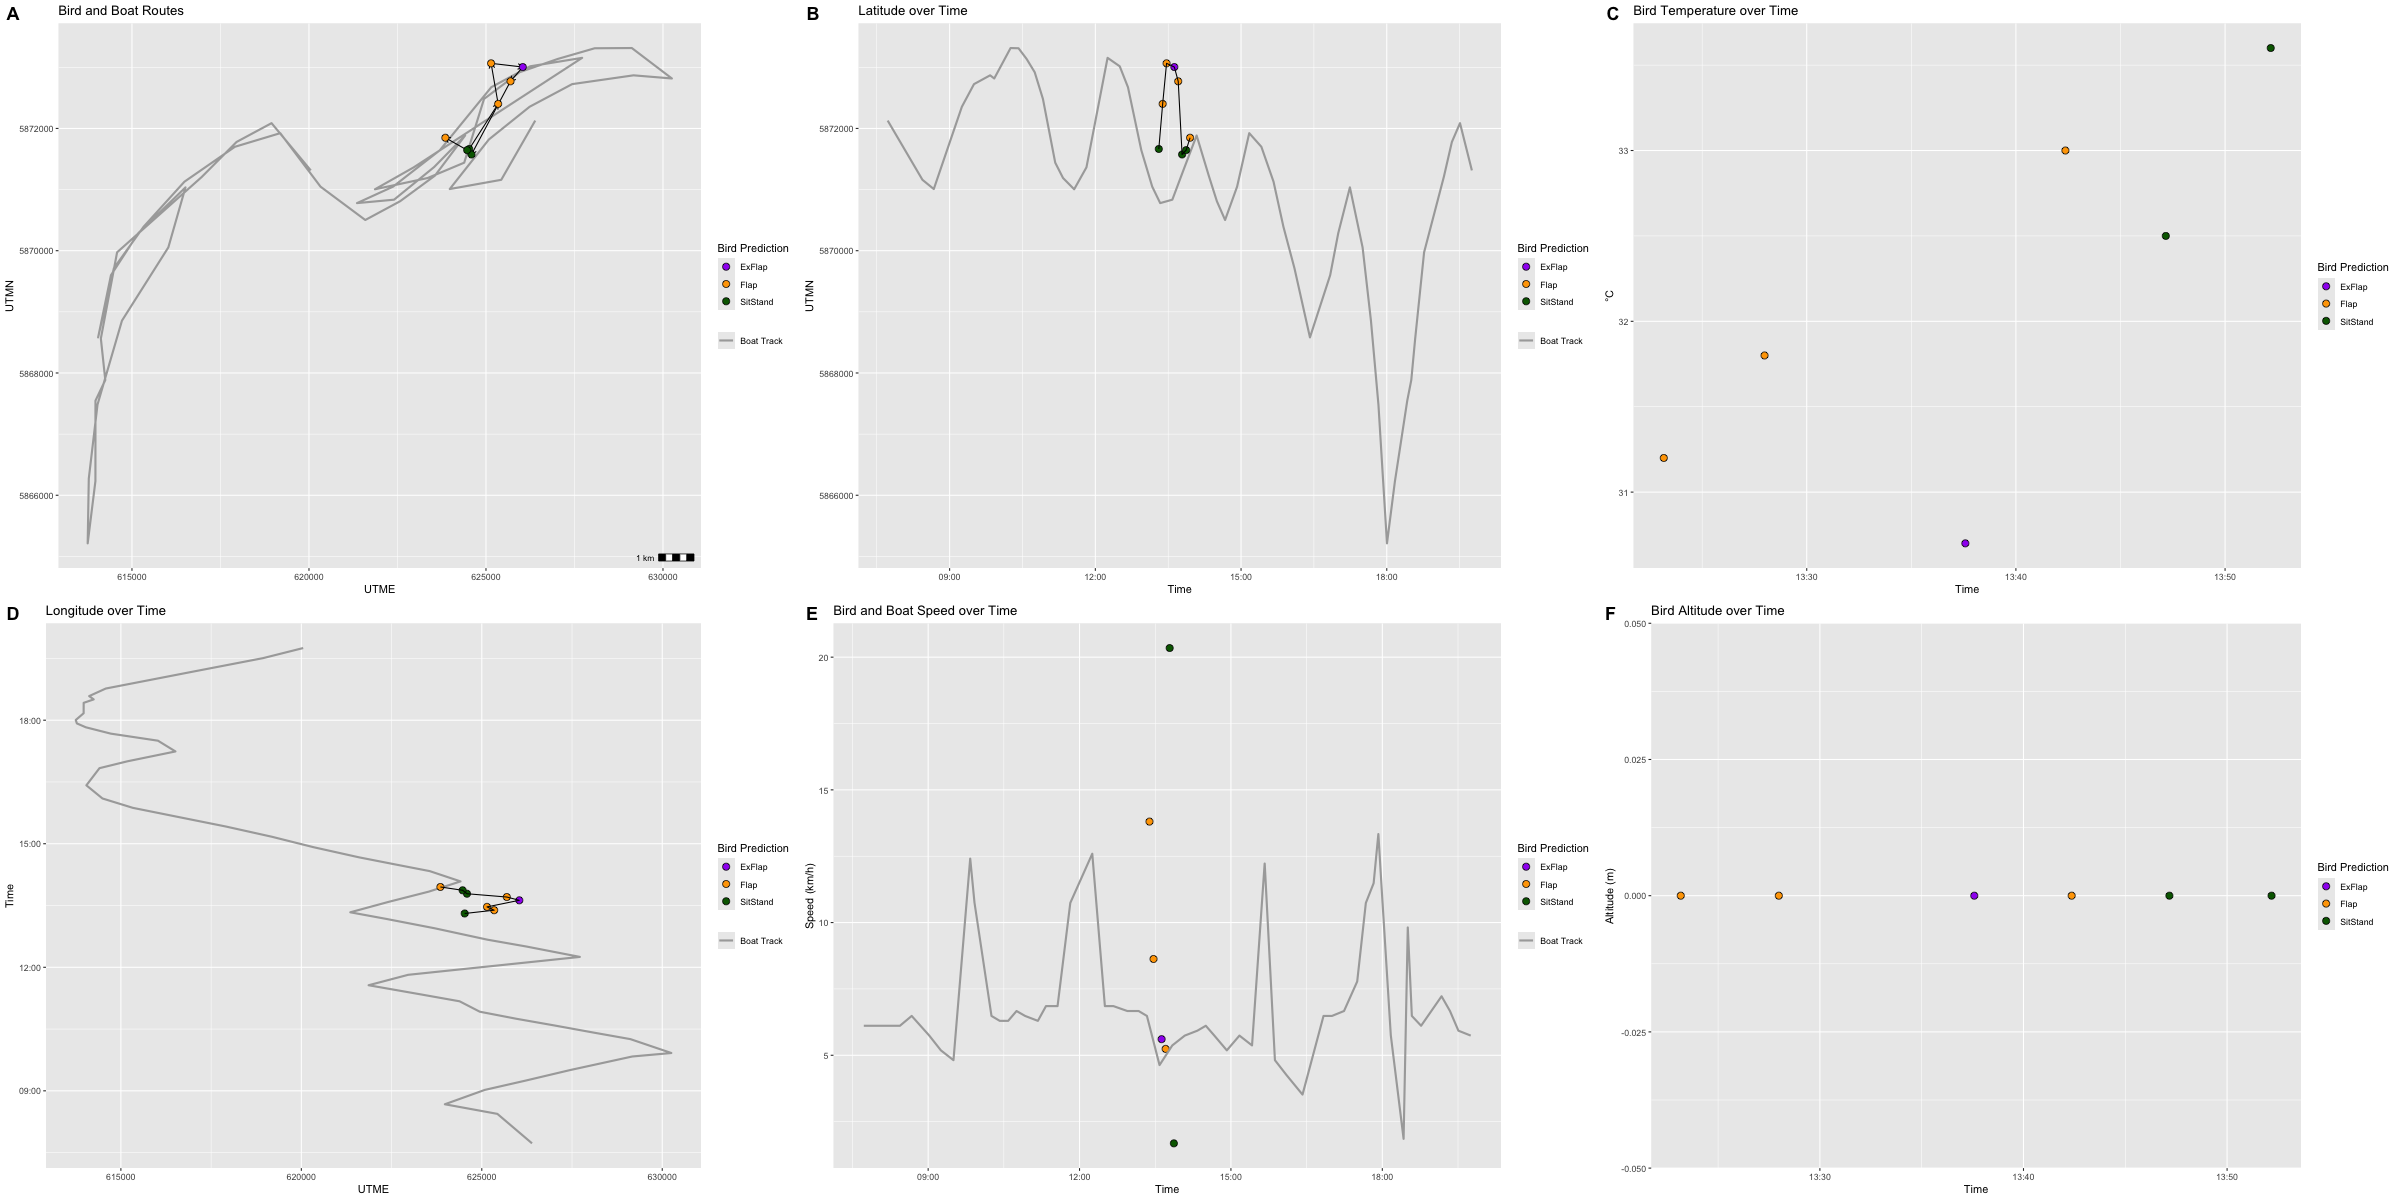 A Bird and Boat Routes
UTMN
5872000
5870000
5868000
5866000
615000 620000 625000 630000
UTME
1 km
Bird Prediction
ExFlap
Flap
SitStand
Boat Track
B Latitude over Time
UTMN
5872000
5870000
5868000
5866000
09:00 12:00 15:00 18:00
Time
Bird Prediction
ExFlap
Flap
SitStand
Boat Track
C Bird Temperature over Time
°C
33
32
31
13:30 13:40 13:50
Time
Bird Prediction
ExFlap
Flap
SitStand
D Longitude over Time
Time
18:00
15:00
12:00
09:00
615000 620000 625000 630000
UTME
Bird Prediction
ExFlap
Flap
SitStand
Boat Track
E Bird and Boat Speed over Time
Speed (km/h)
20
15
10
5
09:00 12:00 15:00 18:00
Time
Bird Prediction
ExFlap
Flap
SitStand
Boat Track
F Bird Altitude over Time
Altitude (m)
0.050
0.025
0.000
-0.025
-0.050
13:30 13:40 13:50
Time
Bird Prediction
ExFlap
Flap
SitStand